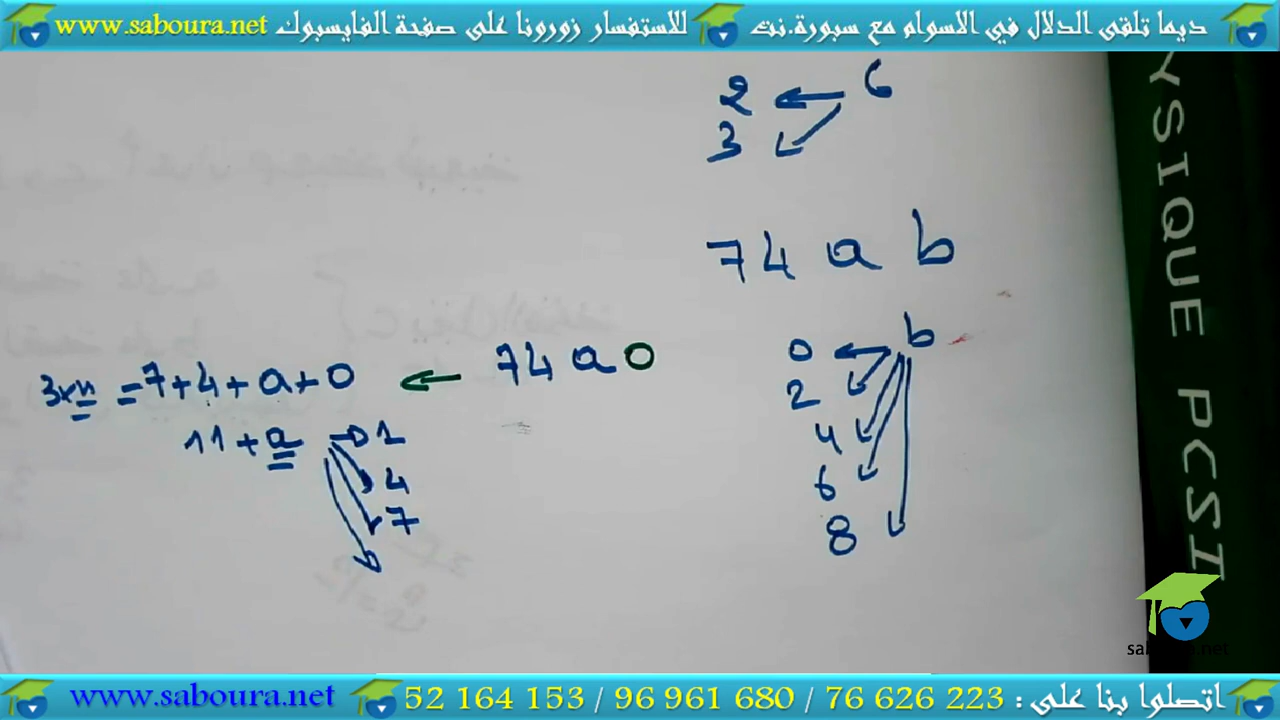 ديما تلقى الدلال في الاسوام مع سبورة.نت للاستفسار زورونا على صفحة الفايسبوك www.saboura.net
2 ← 6
3
74 a b
0 ← b
2
4
6
8
3×n = 7+4+a+0 ← 74 a 0
11 + a → 1
4
7
PHYSIQUE PCSI
saboura.net
www.saboura.net 52 164 153 / 96 961 680 / 76 626 223 : اتصلوا بنا على